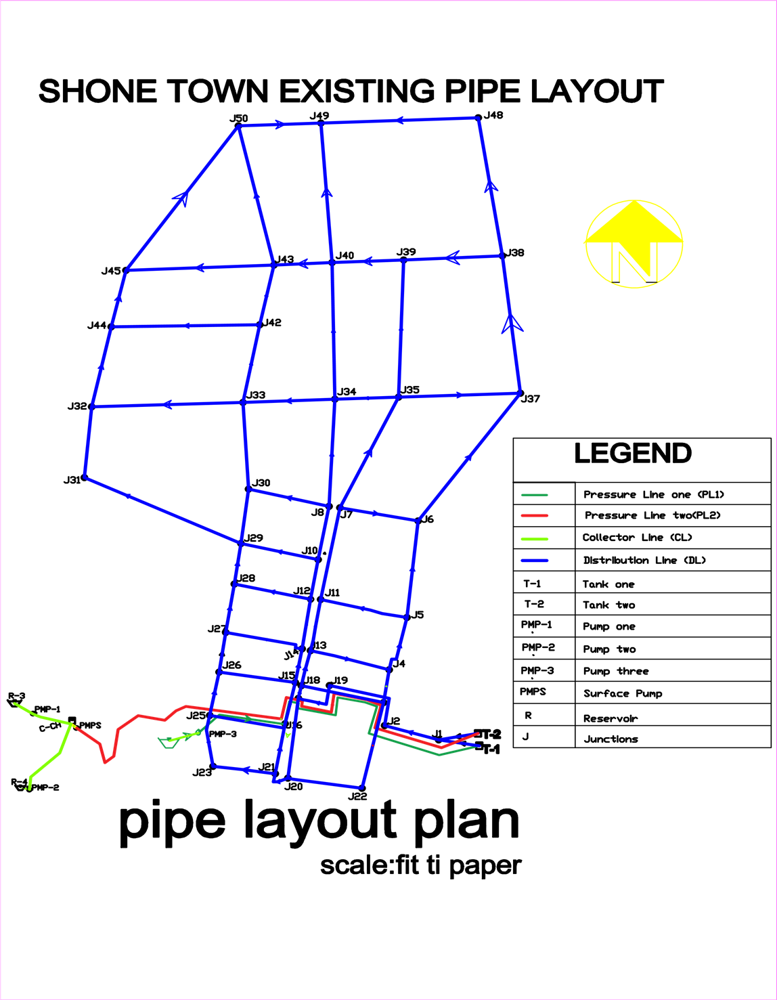 SHONE TOWN EXISTING PIPE LAYOUT
J50
J49
J48
J45
J43
J40
J39
J38
J44
J42
J32
J33
J34
J35
J37
J31
J30
J8
J7
J6
J29
J10
J28
J12
J11
J5
J27
J14
J13
J26
J15
J18
J19
J4
R-3
PMP-1
C-CH
PMPS
J25
PMP-3
J16
J2
J1
T-2
T-1
R-4
PMP-2
J23
J21
J20
J22
N
LEGEND
Pressure Line one (PL1)
Pressure Line two(PL2)
Collector Line (CL)
Distribution Line (DL)
T-1 Tank one
T-2 Tank two
PMP-1 Pump one
PMP-2 Pump two
PMP-3 Pump three
PMPS Surface Pump
R Reservoir
J Junctions
pipe layout plan
scale:fit ti paper